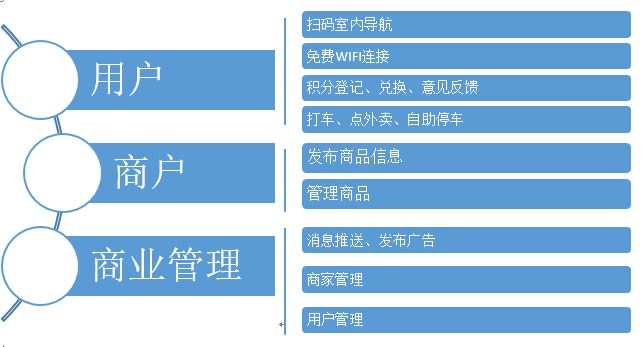 用户
扫码室内导航
免费WIFI连接
积分登记、兑换、意见反馈
打车、点外卖、自助停车
商户
发布商品信息
管理商品
商业管理
消息推送、发布广告
商家管理
用户管理